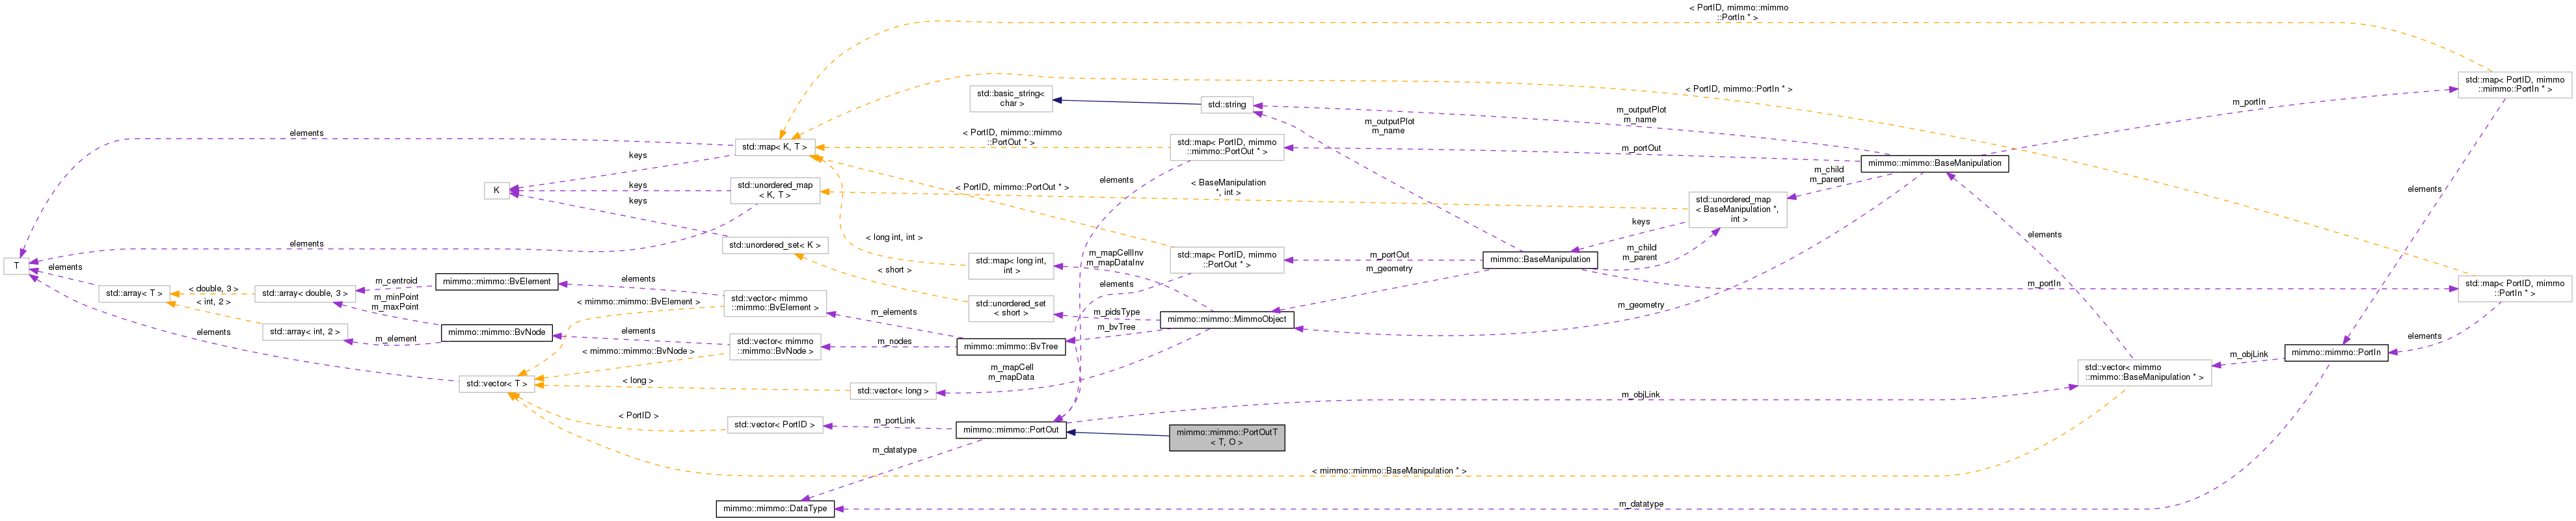 < PortID, mimmo::mimmo
::PortIn * >
std::map< PortID, mimmo
::mimmo::PortIn * >
< PortID, mimmo::PortIn * >
std::basic_string<
char >
std::string
m_outputPlot
m_name
m_portIn
m_outputPlot
m_name
elements
std::map< K, T >
< PortID, mimmo::mimmo
::PortOut * >
std::map< PortID, mimmo
::mimmo::PortOut * >
m_portOut
mimmo::mimmo::BaseManipulation
keys
elements
m_child
m_parent
K
keys
std::unordered_map
< K, T >
< PortID, mimmo::PortOut * >
< BaseManipulation
*, int >
std::unordered_map
< BaseManipulation *,
int >
elements
keys
keys
elements
std::unordered_set< K >
< long int, int >
elements
m_mapCellInv
m_mapDataInv
std::map< PortID, mimmo
::PortOut * >
m_portOut
m_geometry
mimmo::BaseManipulation
m_child
m_parent
T
elements
std::map< long int,
int >
< short >
m_portIn
std::map< PortID, mimmo
::PortIn * >
std::array< T >
< double, 3 >
< int, 2 >
std::array< double, 3 >
m_centroid
m_minPoint
m_maxPoint
mimmo::mimmo::BvElement
elements
< mimmo::mimmo::BvElement >
std::vector< mimmo
::mimmo::BvElement >
m_elements
std::unordered_set
< short >
elements
m_pidsType
m_bvTree
mimmo::mimmo::MimmoObject
m_geometry
elements
elements
std::array< int, 2 >
m_element
mimmo::mimmo::BvNode
elements
< mimmo::mimmo::BvNode >
std::vector< mimmo
::mimmo::BvNode >
m_nodes
mimmo::mimmo::BvTree
m_objLink
mimmo::mimmo::PortIn
std::vector< T >
< long >
std::vector< long >
m_mapCell
m_mapData
std::vector< mimmo
::mimmo::BaseManipulation * >
m_objLink
< PortID >
std::vector< PortID >
m_portLink
mimmo::mimmo::PortOut
mimmo::mimmo::PortOutT
< T, O >
m_datatype
< mimmo::mimmo::BaseManipulation * >
mimmo::mimmo::DataType
m_datatype